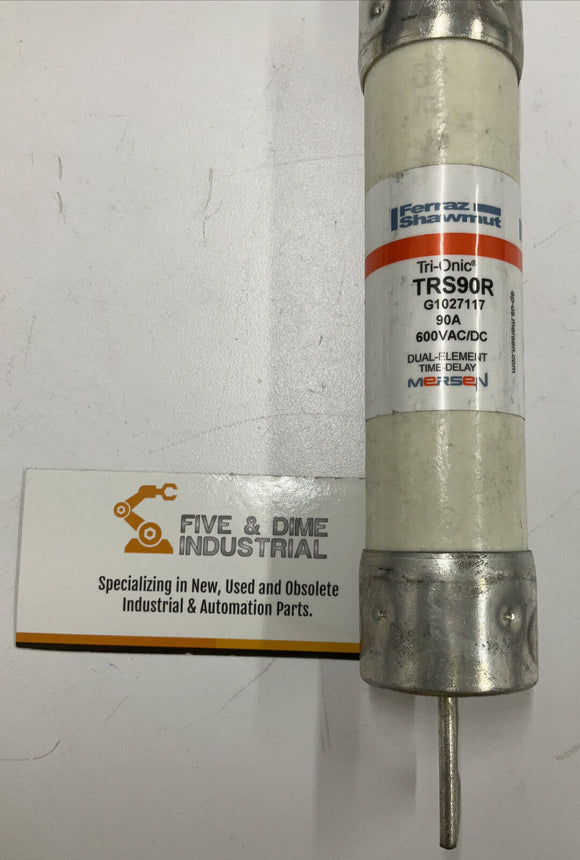 Ferraz
Shawmut
Tri-Onic®
TRS90R
G1027117
90A
600VAC/DC
DUAL-ELEMENT
TIME-DELAY
MERSEN
ep-us.mersen.com
FIVE & DIME
INDUSTRIAL
Specializing in New, Used and Obsolete
Industrial & Automation Parts.